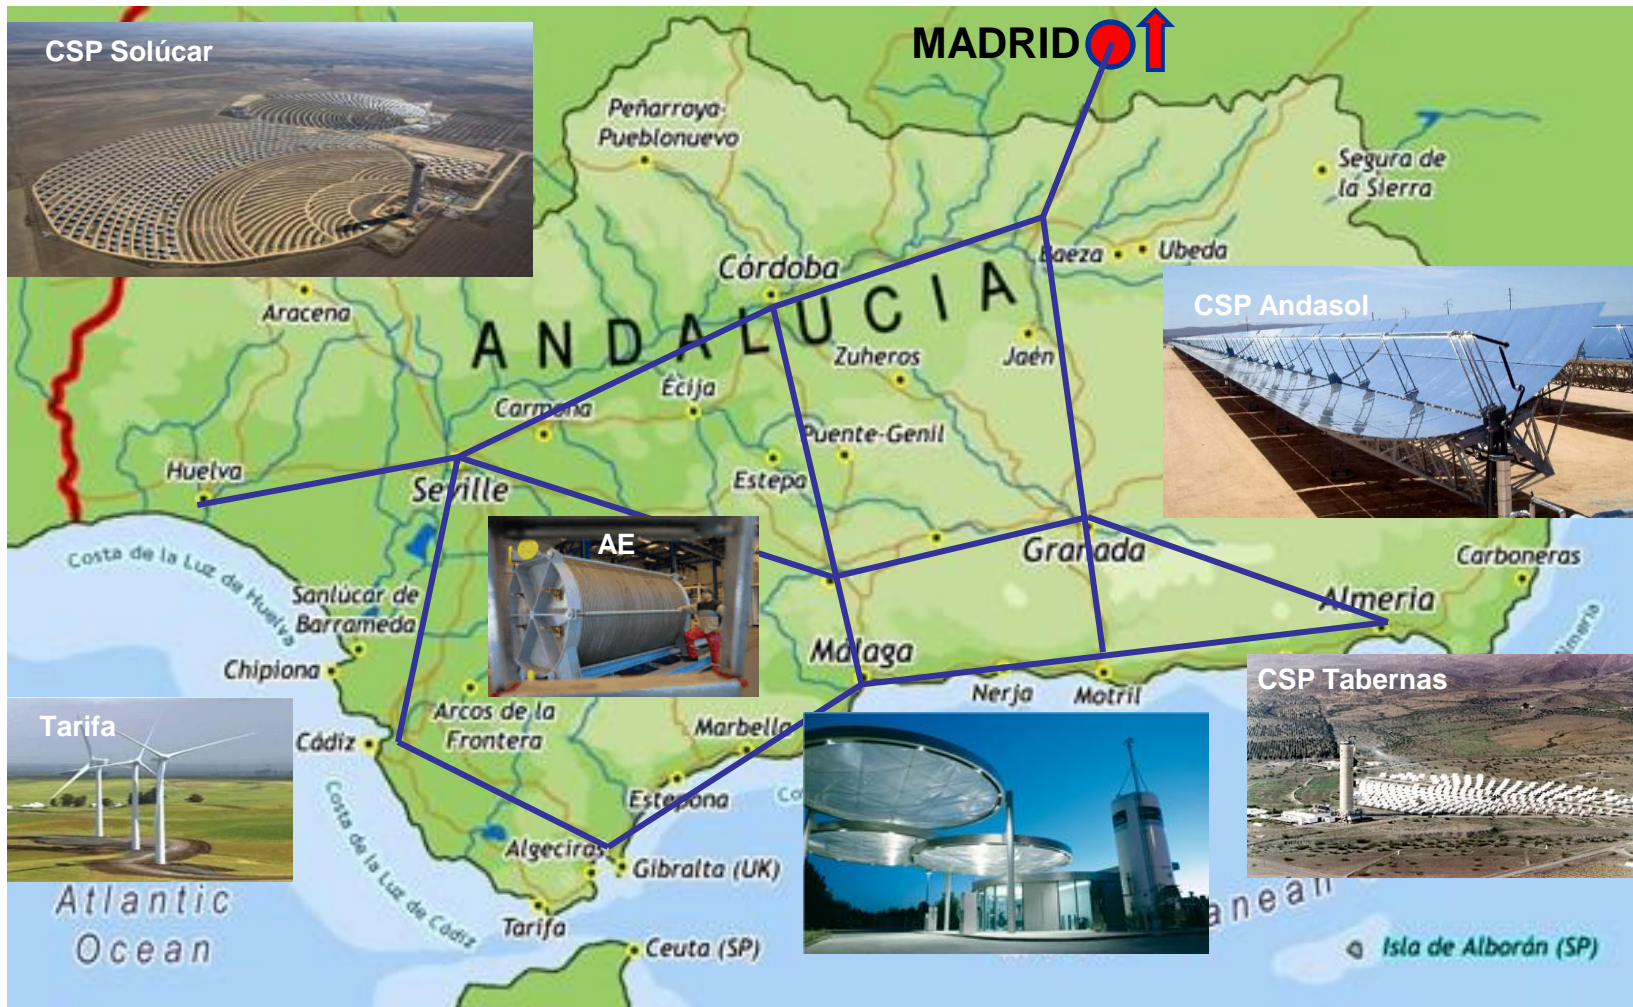 CSP Solúcar
MADRID
Peñarroya-
Pueblonuevo
Segura de
la Sierra
Baeza
Ubeda
Córdoba
Aracena
ANDALUCIA
CSP Andasol
Zuheros
Jaén
Écija
Carmona
Puente-Genil
Huelva
Seville
Estepa
Costa de la Luz de Huelva
AE
Granada
Carboneras
Sanlúcar de
Barrameda
Almeria
Chipiona
Málaga
CSP Tabernas
Nerja
Motril
Tarifa
Cádiz
Arcos de la
Frontera
Marbella
Estepona
Costa de la Luz de Cádiz
Algeciras
Gibralta (UK)
Atlantic
Ocean
Tarifa
Ceuta (SP)
Isla de Alborán (SP)